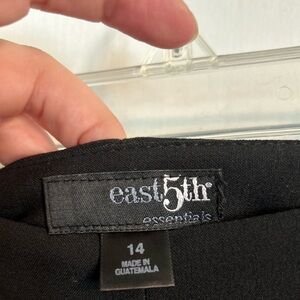 east5th®
essentials
14
MADE IN
GUATEMALA